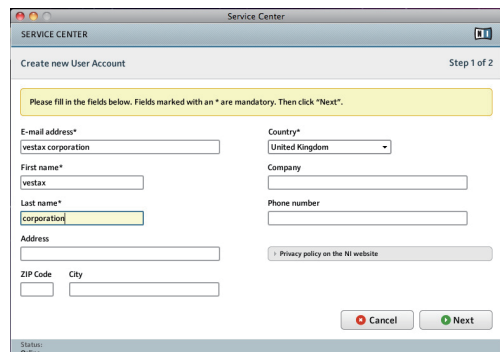 Service Center
SERVICE CENTER
NI
Create new User Account
Step 1 of 2
Please fill in the fields below. Fields marked with an * are mandatory. Then click "Next".
E-mail address*
vestax corporation
Country*
United Kingdom
First name*
vestax
Company
Last name*
corporation
Phone number
Address
Privacy policy on the NI website
ZIP Code
City
Cancel
Next
Status: